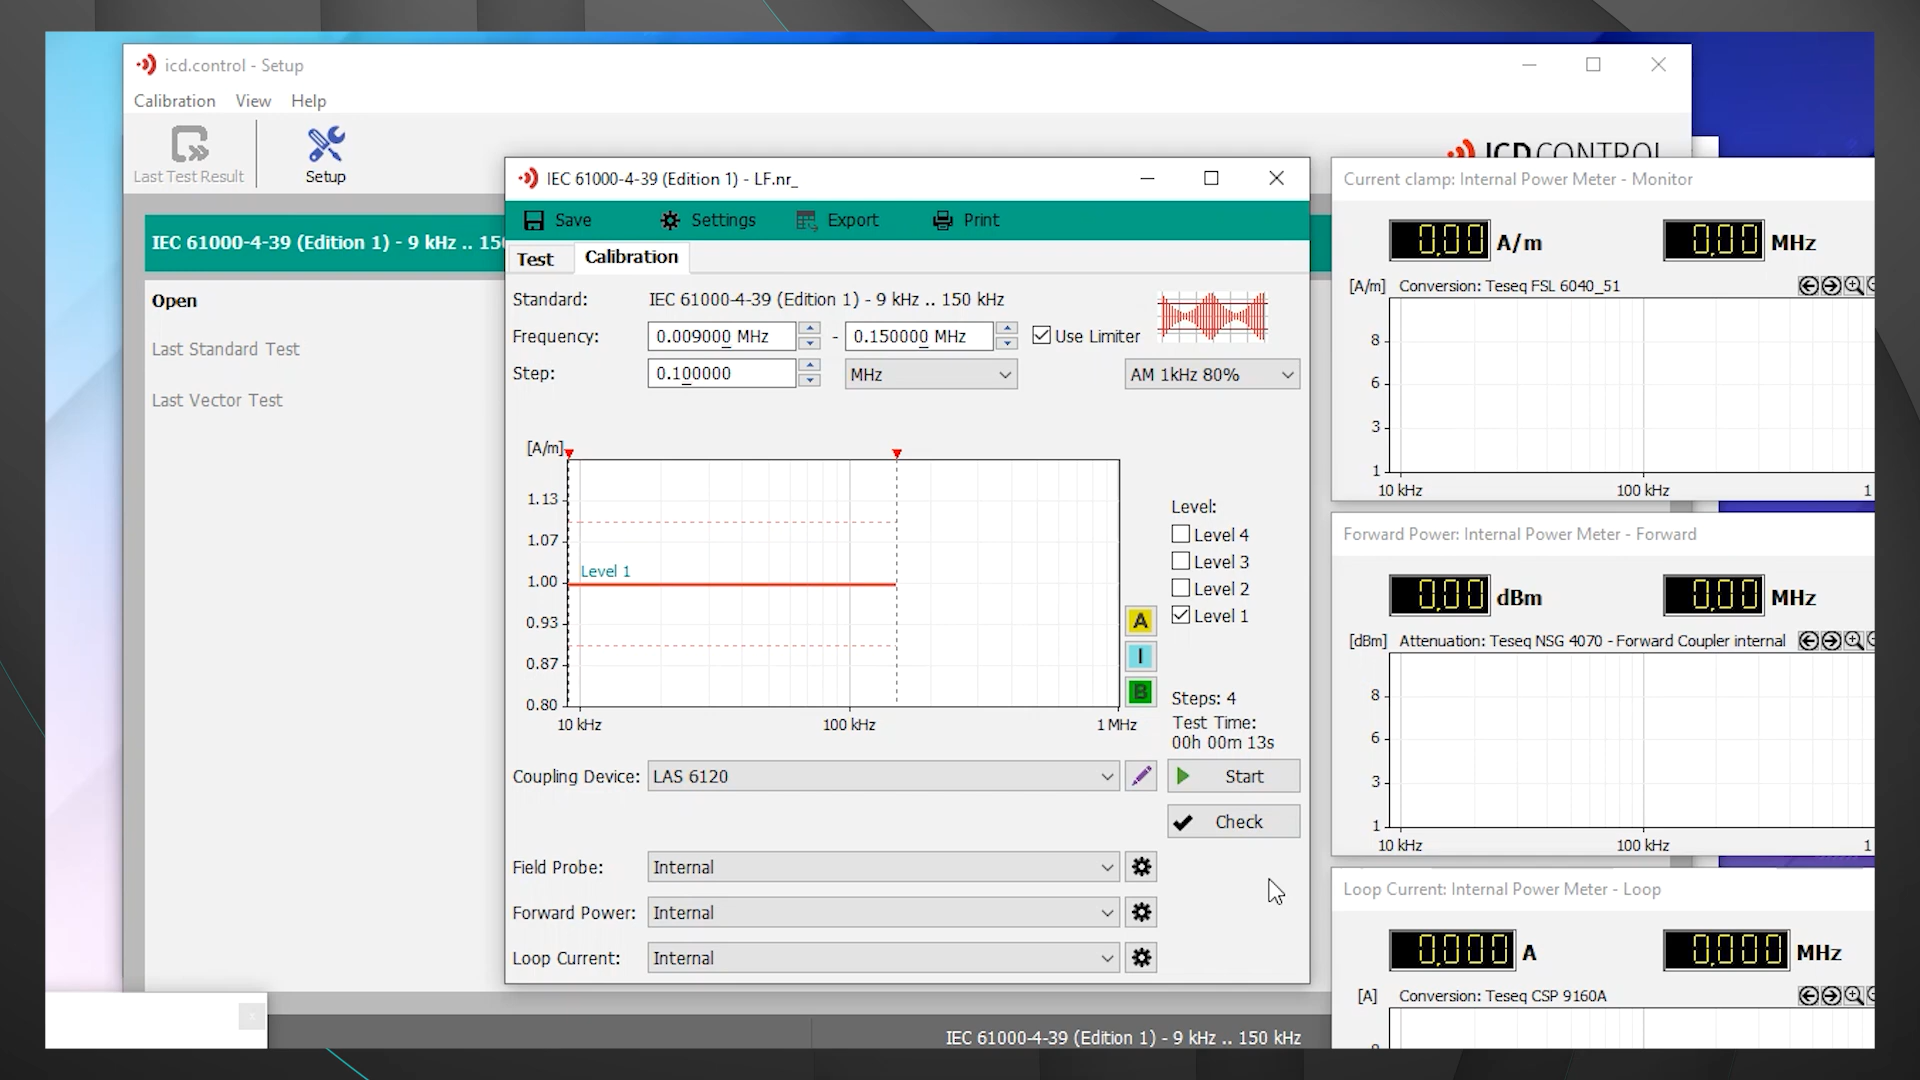 icd.control - Setup
Calibration View Help
Last Test Result
Setup
ICD CONTROL
IEC 61000-4-39 (Edition 1) - 9 kHz .. 15
Open
Last Standard Test
Last Vector Test
IEC 61000-4-39 (Edition 1) - LF.nr_
Save Settings Export Print
Test Calibration
Standard: IEC 61000-4-39 (Edition 1) - 9 kHz .. 150 kHz
Frequency: 0.009000 MHz - 0.150000 MHz Use Limiter
Step: 0.100000 MHz AM 1kHz 80%
[A/m]
1.13
1.07
1.00
0.93
0.87
0.80
Level 1
10 kHz 100 kHz 1 MHz
Level:
Level 4
Level 3
Level 2
Level 1
A
I
B
Steps: 4
Test Time:
00h 00m 13s
Coupling Device: LAS 6120 Start
Check
Field Probe: Internal
Forward Power: Internal
Loop Current: Internal
IEC 61000-4-39 (Edition 1) - 9 kHz .. 150 kHz
Current clamp: Internal Power Meter - Monitor
0,00 A/m 0,00 MHz
[A/m] Conversion: Teseq FSL 6040_51
8
6
3
1
10 kHz 100 kHz 1
Forward Power: Internal Power Meter - Forward
0,00 dBm 0,00 MHz
[dBm] Attenuation: Teseq NSG 4070 - Forward Coupler internal
8
6
3
1
10 kHz 100 kHz 1
Loop Current: Internal Power Meter - Loop
0,000 A 0,000 MHz
[A] Conversion: Teseq CSP 9160A